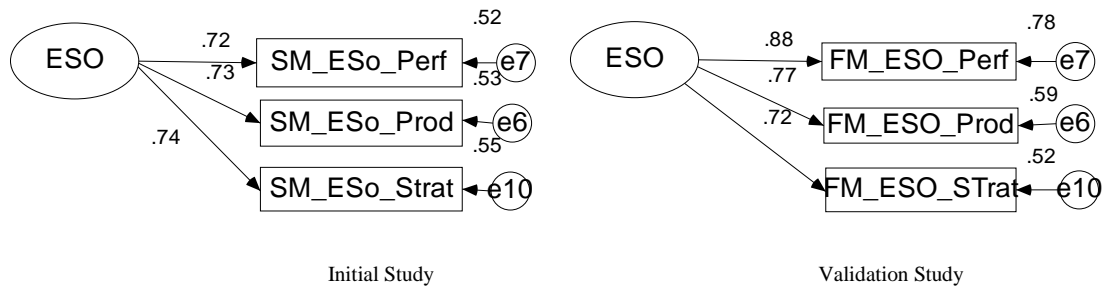 .52
.78
ESO
.72
SM_ESo_Perf
e7
ESO
.88
FM_ESO_Perf
e7
.73
.53
.77
.59
SM_ESo_Prod
e6
FM_ESO_Prod
e6
.74
.55
.72
.52
SM_ESo_Strat
e10
FM_ESO_STrat
e10
Initial Study
Validation Study